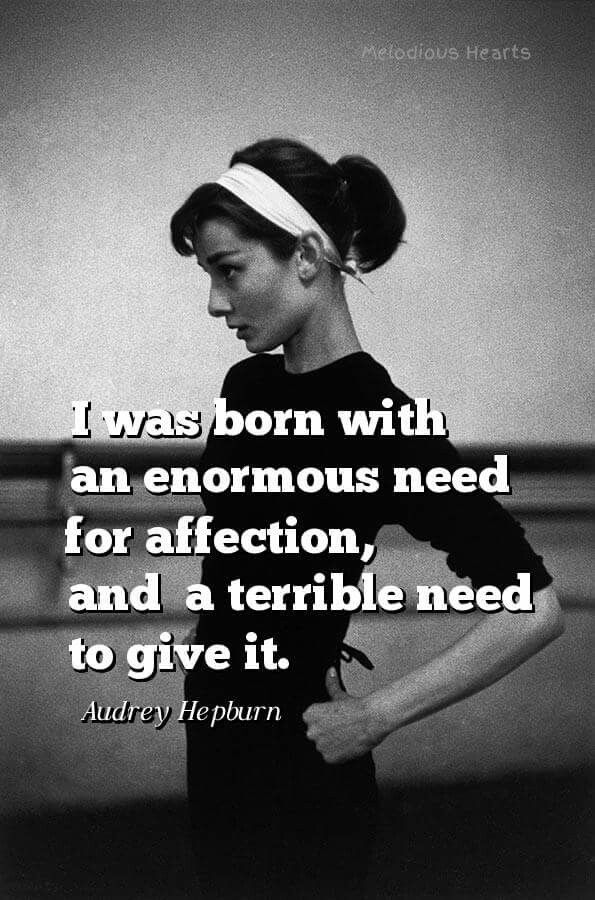 Melodious Hearts
I was born with
an enormous need
for affection,
and a terrible need
to give it.
Audrey Hepburn